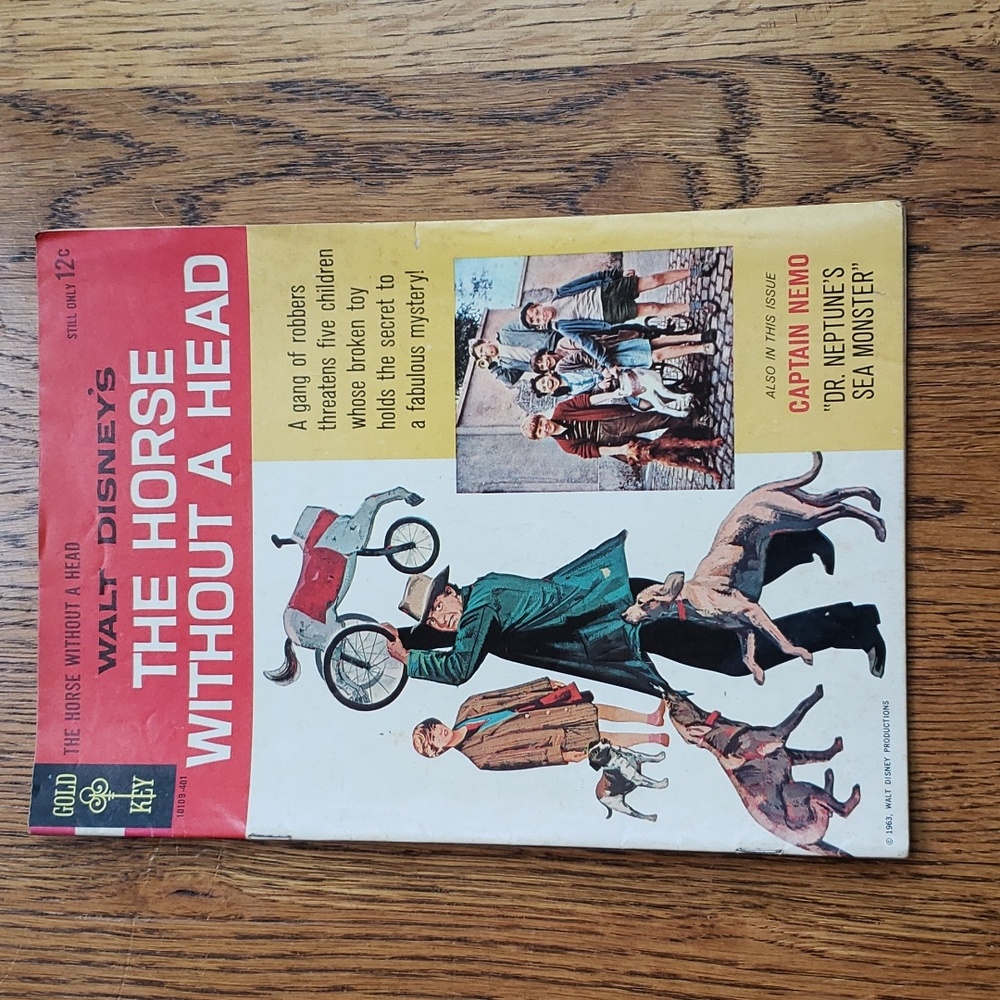 GOLD
KEY
THE HORSE WITHOUT A HEAD
STILL ONLY 12¢
WALT DISNEY'S
THE HORSE
WITHOUT A HEAD
10109-401
A gang of robbers
threatens five children
whose broken toy
holds the secret to
a fabulous mystery!
ALSO IN THIS ISSUE
CAPTAIN NEMO
"DR. NEPTUNE'S
SEA MONSTER"
© 1963, WALT DISNEY PRODUCTIONS